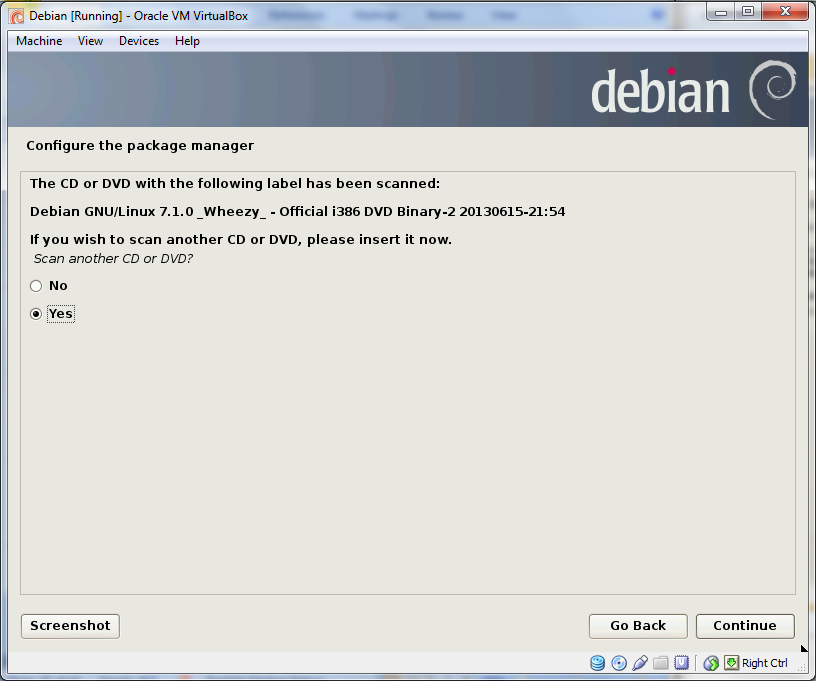 Debian [Running] - Oracle VM VirtualBox
Machine View Devices Help
debian
Configure the package manager
The CD or DVD with the following label has been scanned:
Debian GNU/Linux 7.1.0 _Wheezy_ - Official i386 DVD Binary-2 20130615-21:54
If you wish to scan another CD or DVD, please insert it now.
Scan another CD or DVD?
No
Yes
Screenshot Go Back Continue
Right Ctrl